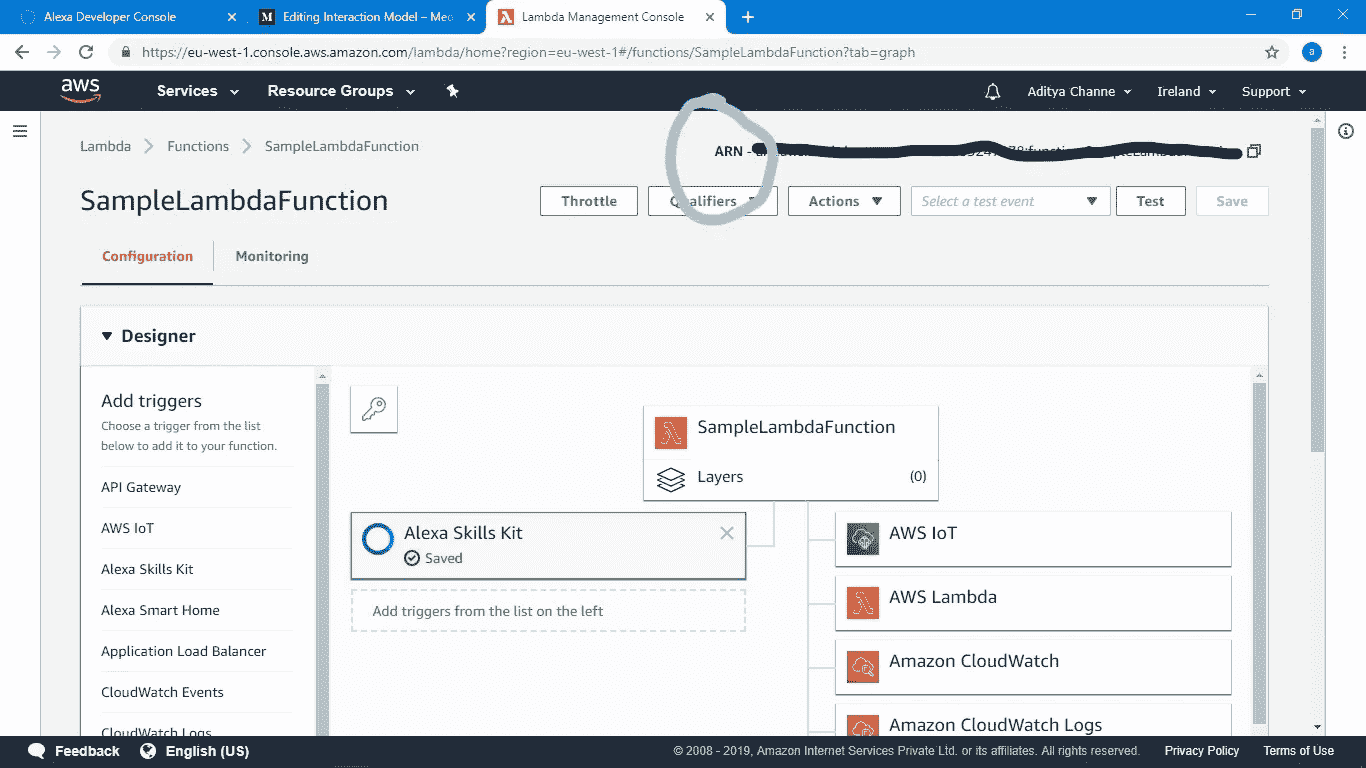 Alexa Developer Console
Editing Interaction Model – Med
Lambda Management Console
https://eu-west-1.console.aws.amazon.com/lambda/home?region=eu-west-1#/functions/SampleLambdaFunction?tab=graph
a
aws
Services
Resource Groups
Aditya Channe
Ireland
Support
Lambda
Functions
SampleLambdaFunction
ARN -
SampleLambdaFunction
Throttle
Qualifiers
Actions
Select a test event
Test
Save
Configuration
Monitoring
Designer
Add triggers
Choose a trigger from the list
below to add it to your function.
API Gateway
AWS IoT
Alexa Skills Kit
Alexa Smart Home
Application Load Balancer
CloudWatch Events
CloudWatch Logs
SampleLambdaFunction
Layers (0)
Alexa Skills Kit
Saved
Add triggers from the list on the left
AWS IoT
AWS Lambda
Amazon CloudWatch
Amazon CloudWatch Logs
Feedback
English (US)
© 2008 - 2019, Amazon Internet Services Private Ltd. or its affiliates. All rights reserved.
Privacy Policy
Terms of Use